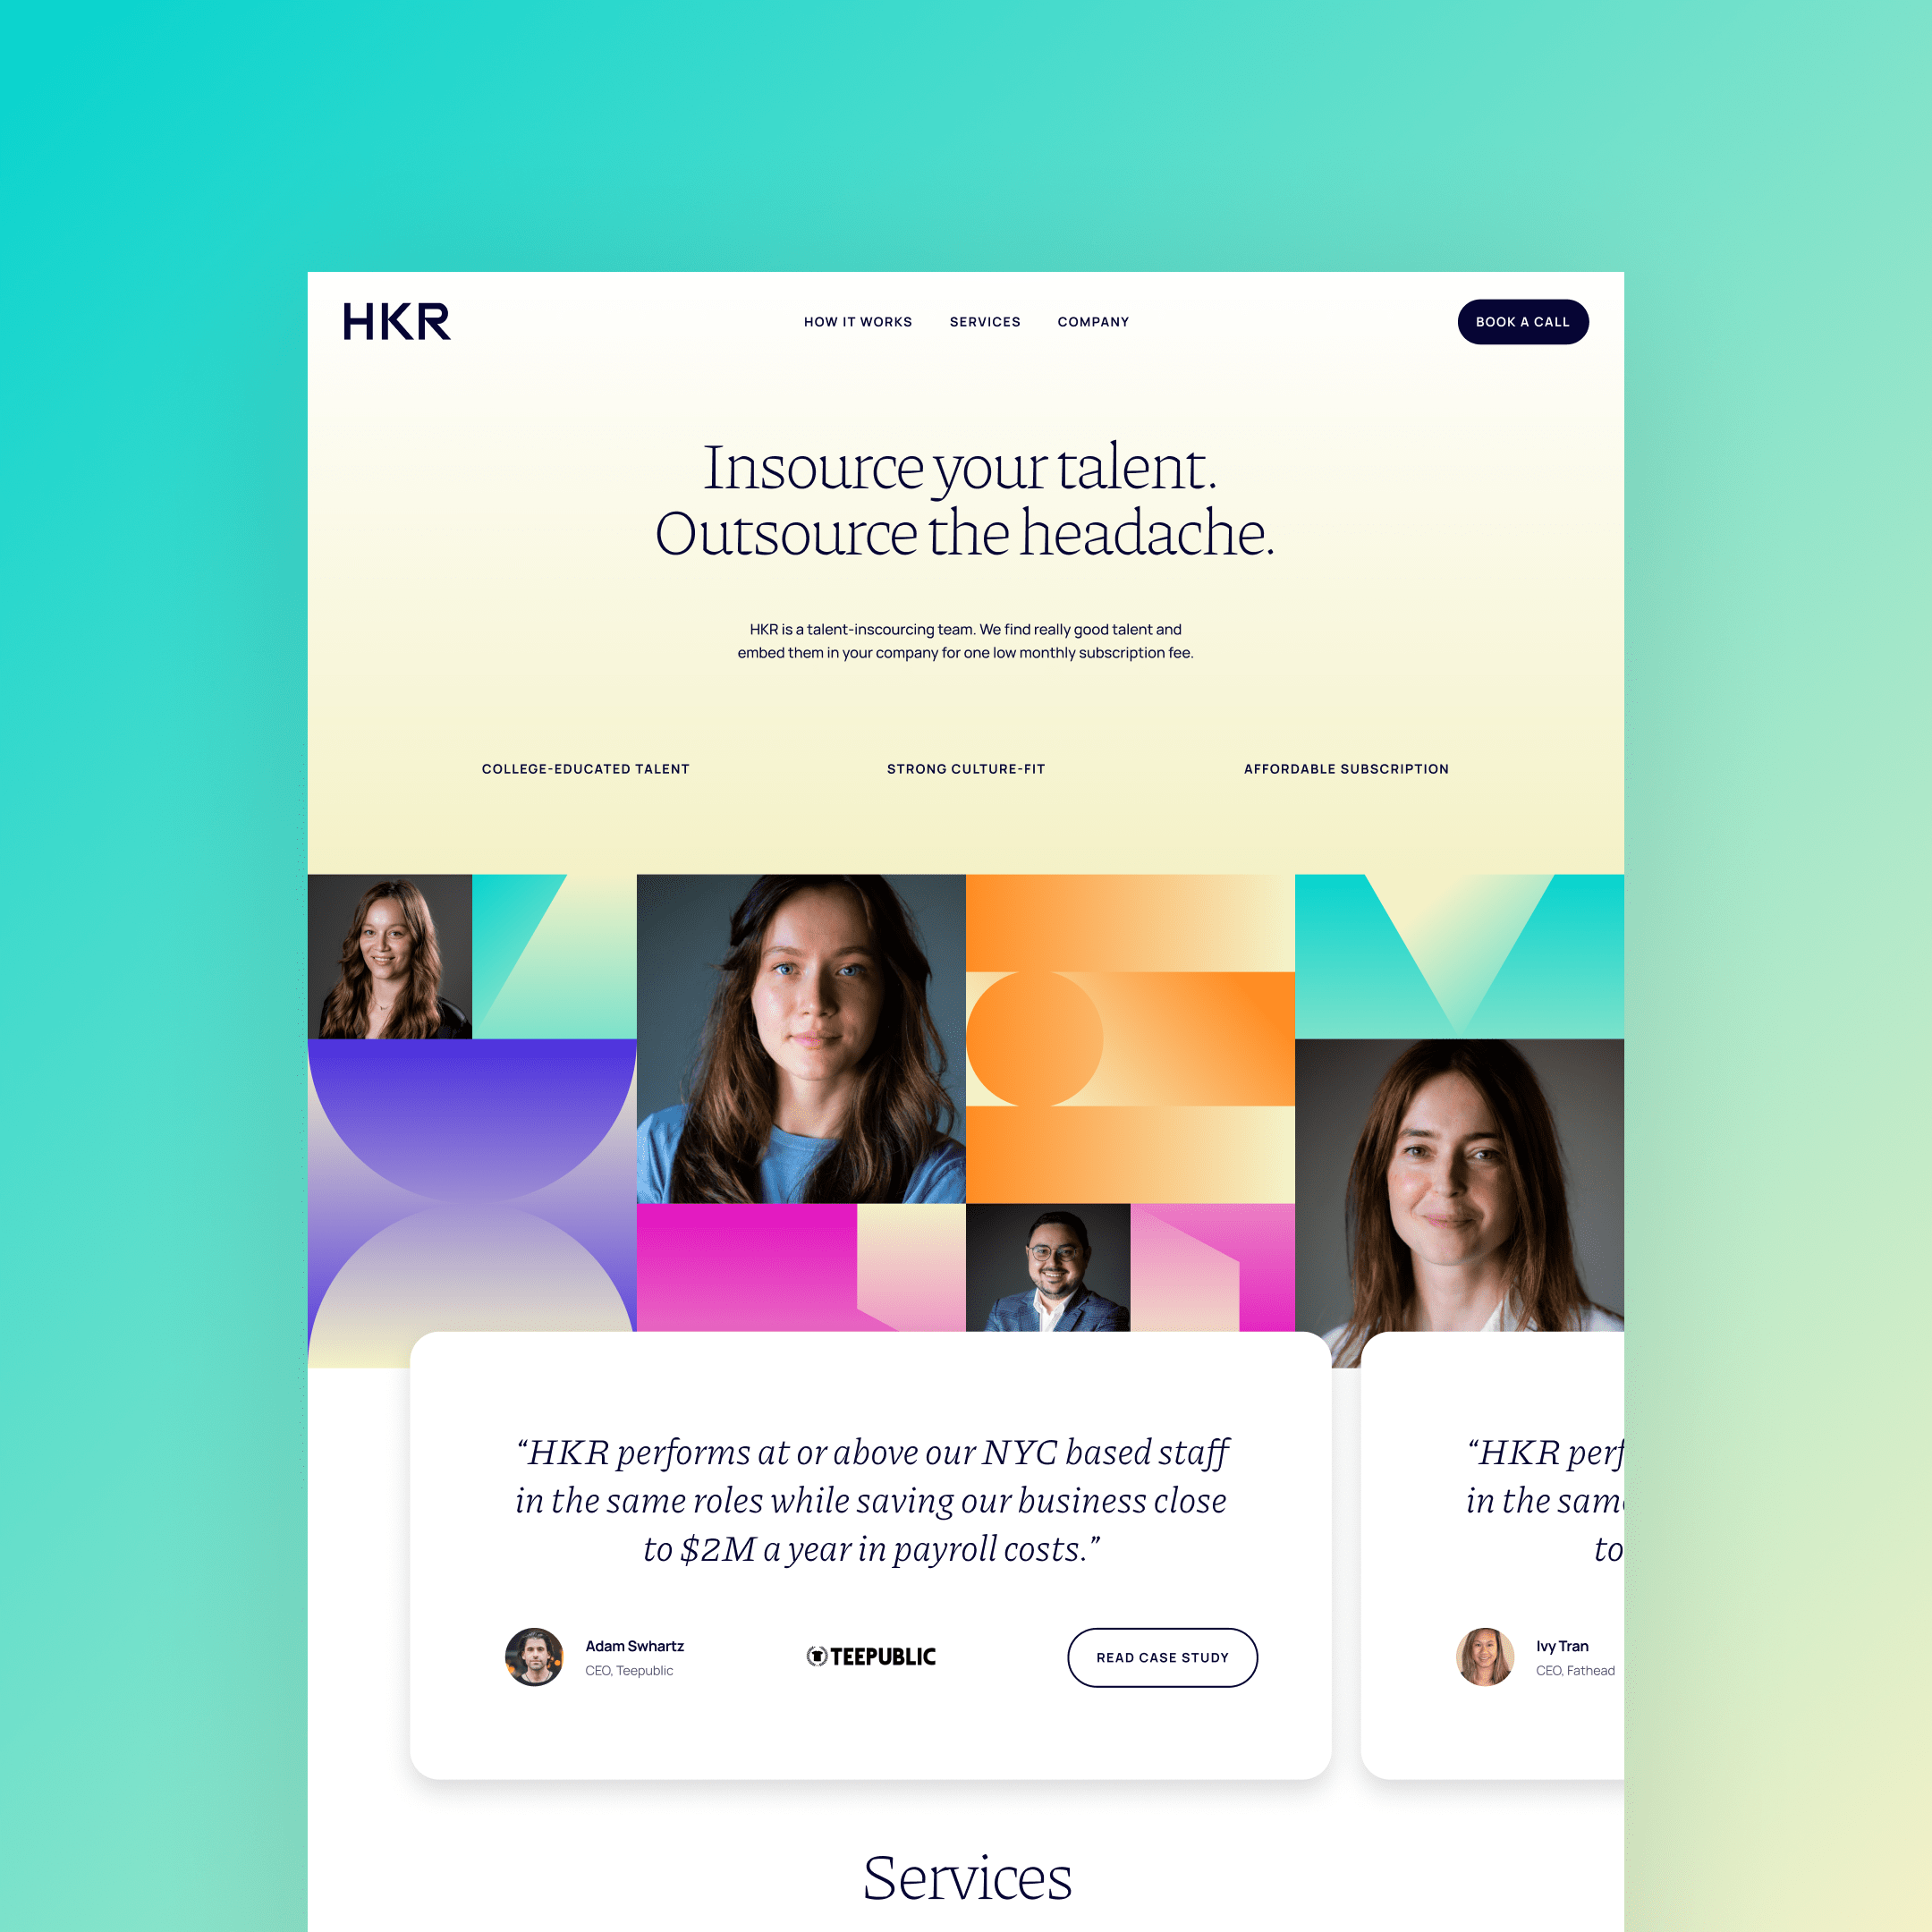 HKR
HOW IT WORKS
SERVICES
COMPANY
BOOK A CALL
Insource your talent.
Outsource the headache.
HKR is a talent-inscourcing team. We find really good talent and
embed them in your company for one low monthly subscription fee.
COLLEGE-EDUCATED TALENT
STRONG CULTURE-FIT
AFFORDABLE SUBSCRIPTION
“HKR performs at or above our NYC based staff
in the same roles while saving our business close
to $2M a year in payroll costs.”
Adam Swhartz
CEO, Teepublic
TEEPUBLIC
READ CASE STUDY
“HKR perf
in the sam
to
Ivy Tran
CEO, Fathead
Services